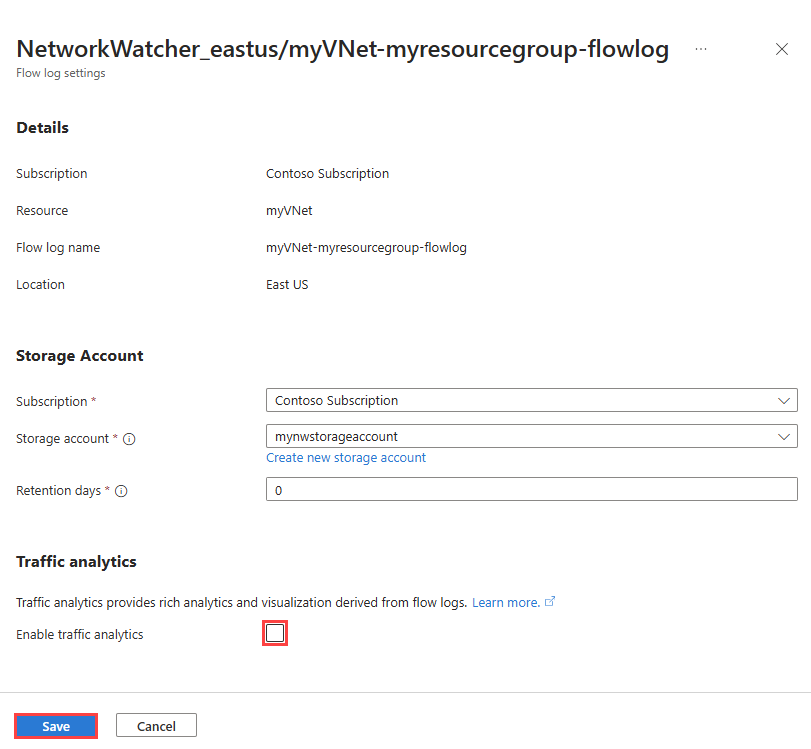 NetworkWatcher_eastus/myVNet-myresourcegroup-flowlog ...
Flow log settings
Details
Subscription Contoso Subscription
Resource myVNet
Flow log name myVNet-myresourcegroup-flowlog
Location East US
Storage Account
Subscription * Contoso Subscription
Storage account * mynwstorageaccount
Create new storage account
Retention days * 0
Traffic analytics
Traffic analytics provides rich analytics and visualization derived from flow logs. Learn more.
Enable traffic analytics
Save Cancel